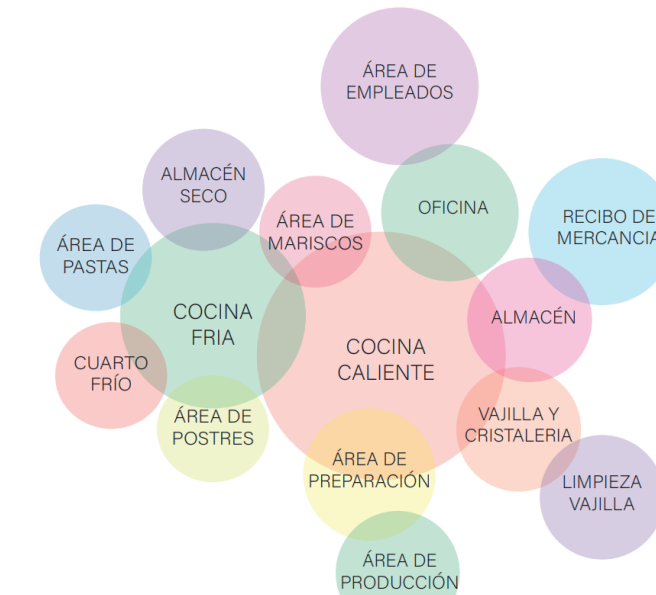 ÁREA DE
EMPLEADOS
ALMACÉN
SECO
OFICINA
ÁREA DE
MARISCOS
RECIBO DE
MERCANCIA
ÁREA DE
PASTAS
COCINA
FRIA
ALMACÉN
COCINA
CALIENTE
CUARTO
FRÍO
ÁREA DE
POSTRES
VAJILLA Y
CRISTALERIA
ÁREA DE
PREPARACIÓN
LIMPIEZA
VAJILLA
ÁREA DE
PRODUCCIÓN